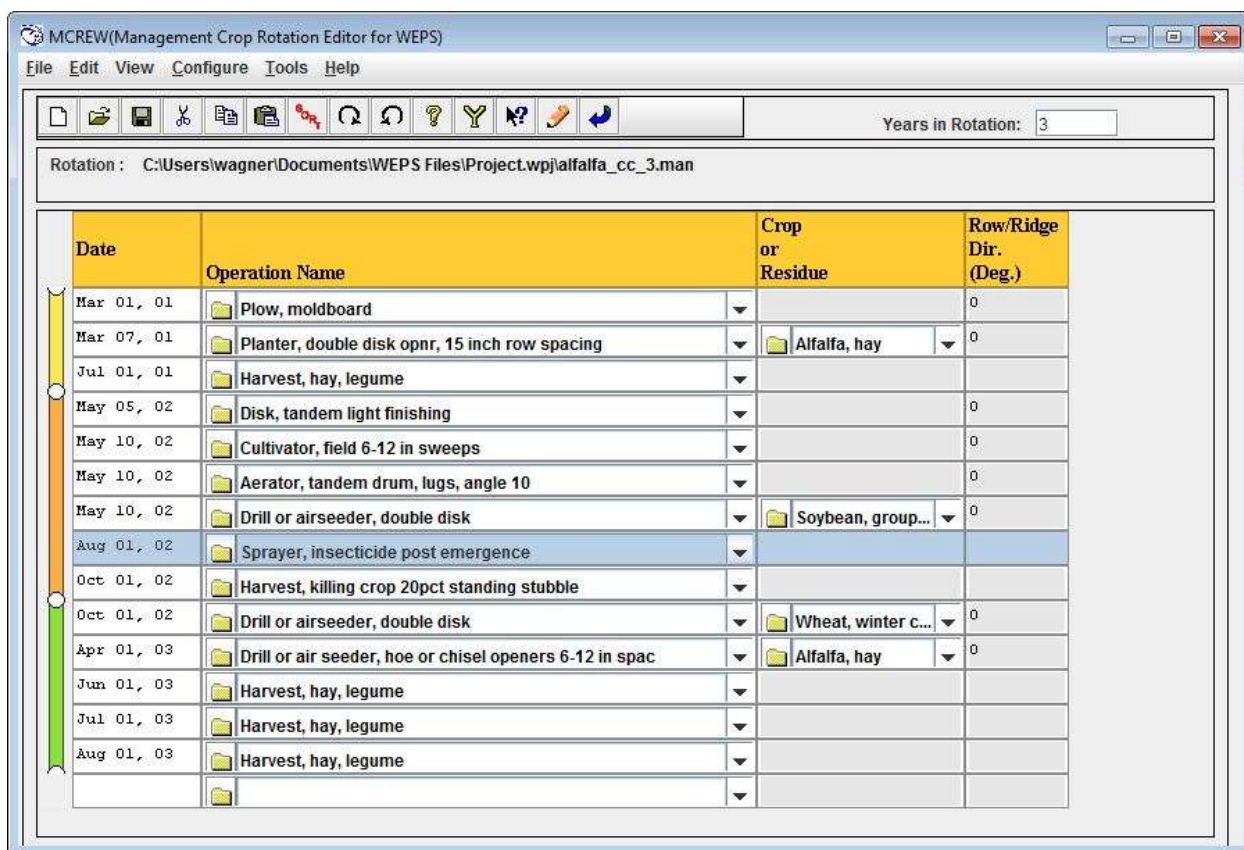 MCREW(Management Crop Rotation Editor for WEPS)
File Edit View Configure Tools Help
SORT Years in Rotation: 3
Rotation : C:\Users\wagner\Documents\WEPS Files\Project.wpj\alfalfa_cc_3.man
Date Operation Name Crop or Residue Row/Ridge Dir. (Deg.)
Mar 01, 01 Plow, moldboard 0
Mar 07, 01 Planter, double disk opnr, 15 inch row spacing Alfalfa, hay 0
Jul 01, 01 Harvest, hay, legume
May 05, 02 Disk, tandem light finishing 0
May 10, 02 Cultivator, field 6-12 in sweeps 0
May 10, 02 Aerator, tandem drum, lugs, angle 10 0
May 10, 02 Drill or airseeder, double disk Soybean, group... 0
Aug 01, 02 Sprayer, insecticide post emergence
Oct 01, 02 Harvest, killing crop 20pct standing stubble
Oct 01, 02 Drill or airseeder, double disk Wheat, winter c... 0
Apr 01, 03 Drill or air seeder, hoe or chisel openers 6-12 in spac Alfalfa, hay 0
Jun 01, 03 Harvest, hay, legume
Jul 01, 03 Harvest, hay, legume
Aug 01, 03 Harvest, hay, legume